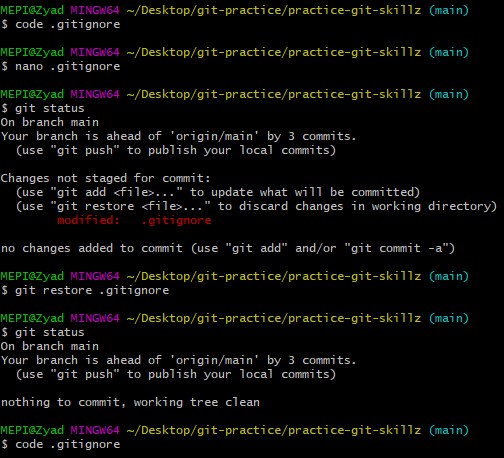 MEPI@Zyad MINGW64 ~/Desktop/git-practice/practice-git-skillz (main)
$ code .gitignore
MEPI@Zyad MINGW64 ~/Desktop/git-practice/practice-git-skillz (main)
$ nano .gitignore
MEPI@Zyad MINGW64 ~/Desktop/git-practice/practice-git-skillz (main)
$ git status
On branch main
Your branch is ahead of 'origin/main' by 3 commits.
  (use "git push" to publish your local commits)
Changes not staged for commit:
  (use "git add <file>..." to update what will be committed)
  (use "git restore <file>..." to discard changes in working directory)
        modified:   .gitignore
no changes added to commit (use "git add" and/or "git commit -a")
MEPI@Zyad MINGW64 ~/Desktop/git-practice/practice-git-skillz (main)
$ git restore .gitignore
MEPI@Zyad MINGW64 ~/Desktop/git-practice/practice-git-skillz (main)
$ git status
On branch main
Your branch is ahead of 'origin/main' by 3 commits.
  (use "git push" to publish your local commits)
nothing to commit, working tree clean
MEPI@Zyad MINGW64 ~/Desktop/git-practice/practice-git-skillz (main)
$ code .gitignore